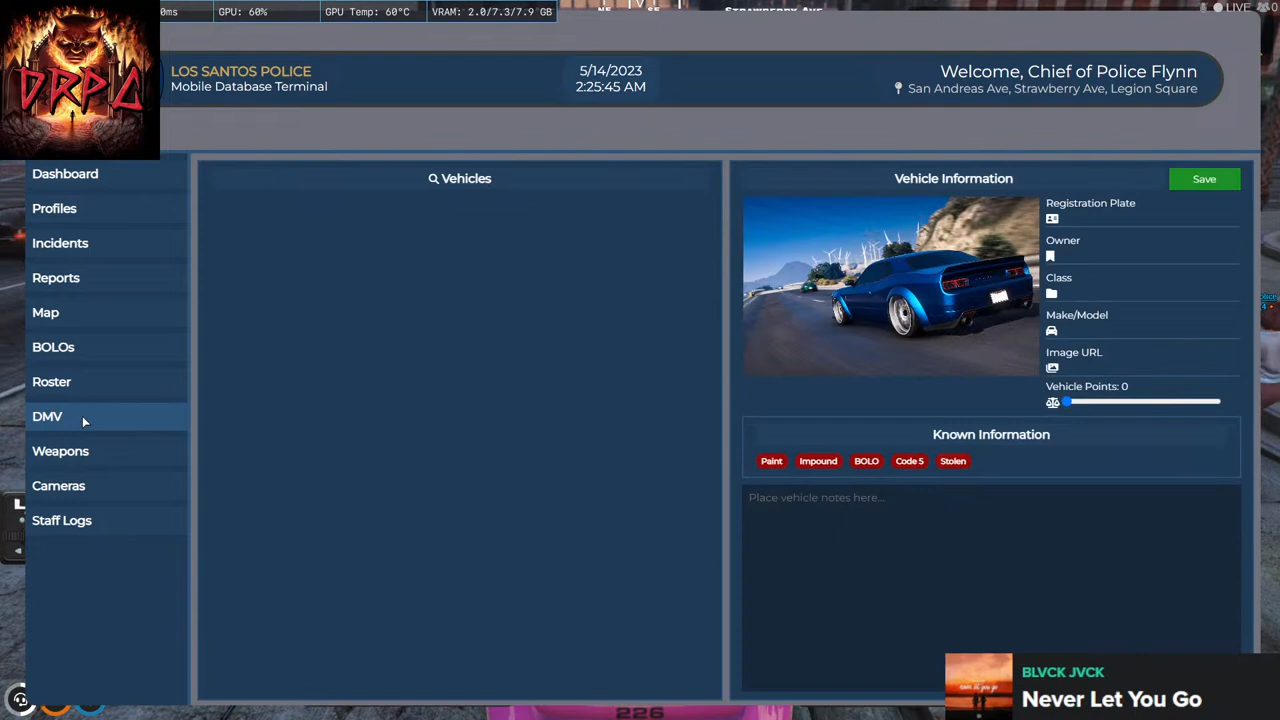 0ms
GPU: 60%
GPU Temp: 60°C
VRAM: 2.0/7.3/7.9 GB
LIVE
0
DRPC
LOS SANTOS POLICE
Mobile Database Terminal
5/14/2023
2:25:45 AM
Welcome, Chief of Police Flynn
San Andreas Ave, Strawberry Ave, Legion Square
Dashboard
Profiles
Incidents
Reports
Map
BOLOs
Roster
DMV
Weapons
Cameras
Staff Logs
Vehicles
Vehicle Information
Save
Registration Plate
Owner
Class
Make/Model
Image URL
Vehicle Points: 0
Known Information
Paint
Impound
BOLO
Code 5
Stolen
Place vehicle notes here...
BLVCK JVCK
Never Let You Go
226